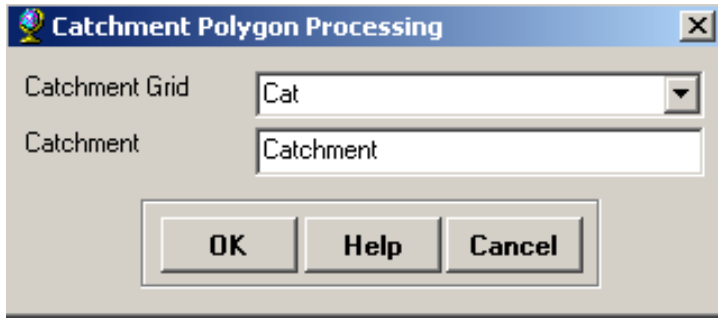 Catchment Polygon Processing
Catchment Grid Cat
Catchment Catchment
OK Help Cancel